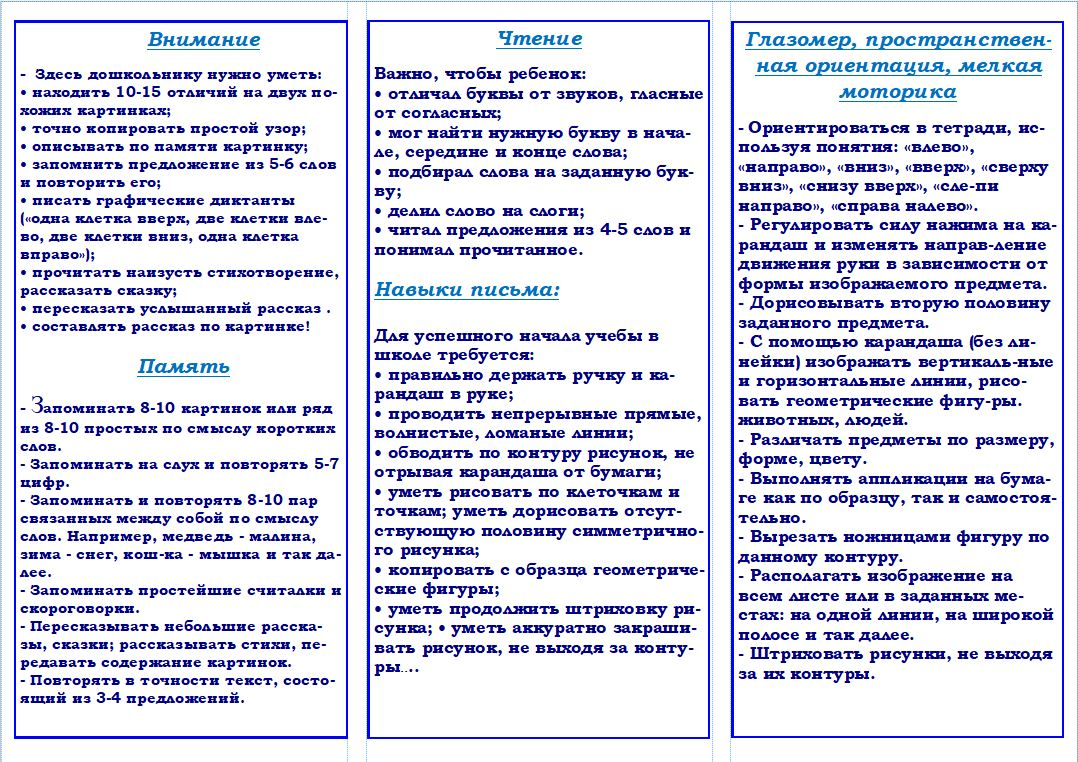 Внимание
- Здесь дошкольнику нужно уметь:
• находить 10-15 отличий на двух по-
хожих картинках;
• точно копировать простой узор;
• описывать по памяти картинку;
• запомнить предложение из 5-6 слов
и повторить его;
• писать графические диктанты
(«одна клетка вверх, две клетки вле-
во, две клетки вниз, одна клетка
вправо»);
• прочитать наизусть стихотворение,
рассказать сказку;
• пересказать услышанный рассказ .
• составлять рассказ по картинке!
Память
- Запоминать 8-10 картинок или ряд
из 8-10 простых по смыслу коротких
слов.
- Запоминать на слух и повторять 5-7
цифр.
- Запоминать и повторять 8-10 пар
связанных между собой по смыслу
слов. Например, медведь - малина,
зима - снег, кош-ка - мышка и так да-
лее.
- Запоминать простейшие считалки и
скороговорки.
- Пересказывать небольшие расска-
зы, сказки; рассказывать стихи, пе-
редавать содержание картинок.
- Повторять в точности текст, состо-
ящий из 3-4 предложений.
Чтение
Важно, чтобы ребенок:
• отличал буквы от звуков, гласные
от согласных;
• мог найти нужную букву в нача-
ле, середине и конце слова;
• подбирал слова на заданную бук-
ву;
• делил слово на слоги;
• читал предложения из 4-5 слов и
понимал прочитанное.
Навыки письма:
Для успешного начала учебы в
школе требуется:
• правильно держать ручку и ка-
рандаш в руке;
• проводить непрерывные прямые,
волнистые, ломаные линии;
• обводить по контуру рисунок, не
отрывая карандаша от бумаги;
• уметь рисовать по клеточкам и
точкам; уметь дорисовать отсут-
ствующую половину симметрично-
го рисунка;
• копировать с образца геометриче-
ские фигуры;
• уметь продолжить штриховку ри-
сунка; • уметь аккуратно закраши-
вать рисунок, не выходя за конту-
ры….
Глазомер, пространствен-
ная ориентация, мелкая
моторика
- Ориентироваться в тетради, ис-
пользуя понятия: «влево»,
«направо», «вниз», «вверх», «сверху
вниз», «снизу вверх», «сле-пи
направо», «справа налево».
- Регулировать силу нажима на ка-
рандаш и изменять направ-ление
движения руки в зависимости от
формы изображаемого предмета.
- Дорисовывать вторую половину
заданного предмета.
- С помощью карандаша (без ли-
нейки) изображать вертикаль-ные
и горизонтальные линии, рисо-
вать геометрические фигу-ры.
животных, людей.
- Различать предметы по размеру,
форме, цвету.
- Выполнять аппликации на бума-
ге как по образцу, так и самостоя-
тельно.
- Вырезать ножницами фигуру по
данному контуру.
- Располагать изображение на
всем листе или в заданных ме-
стах: на одной линии, на широкой
полосе и так далее.
- Штриховать рисунки, не выходя
за их контуры.